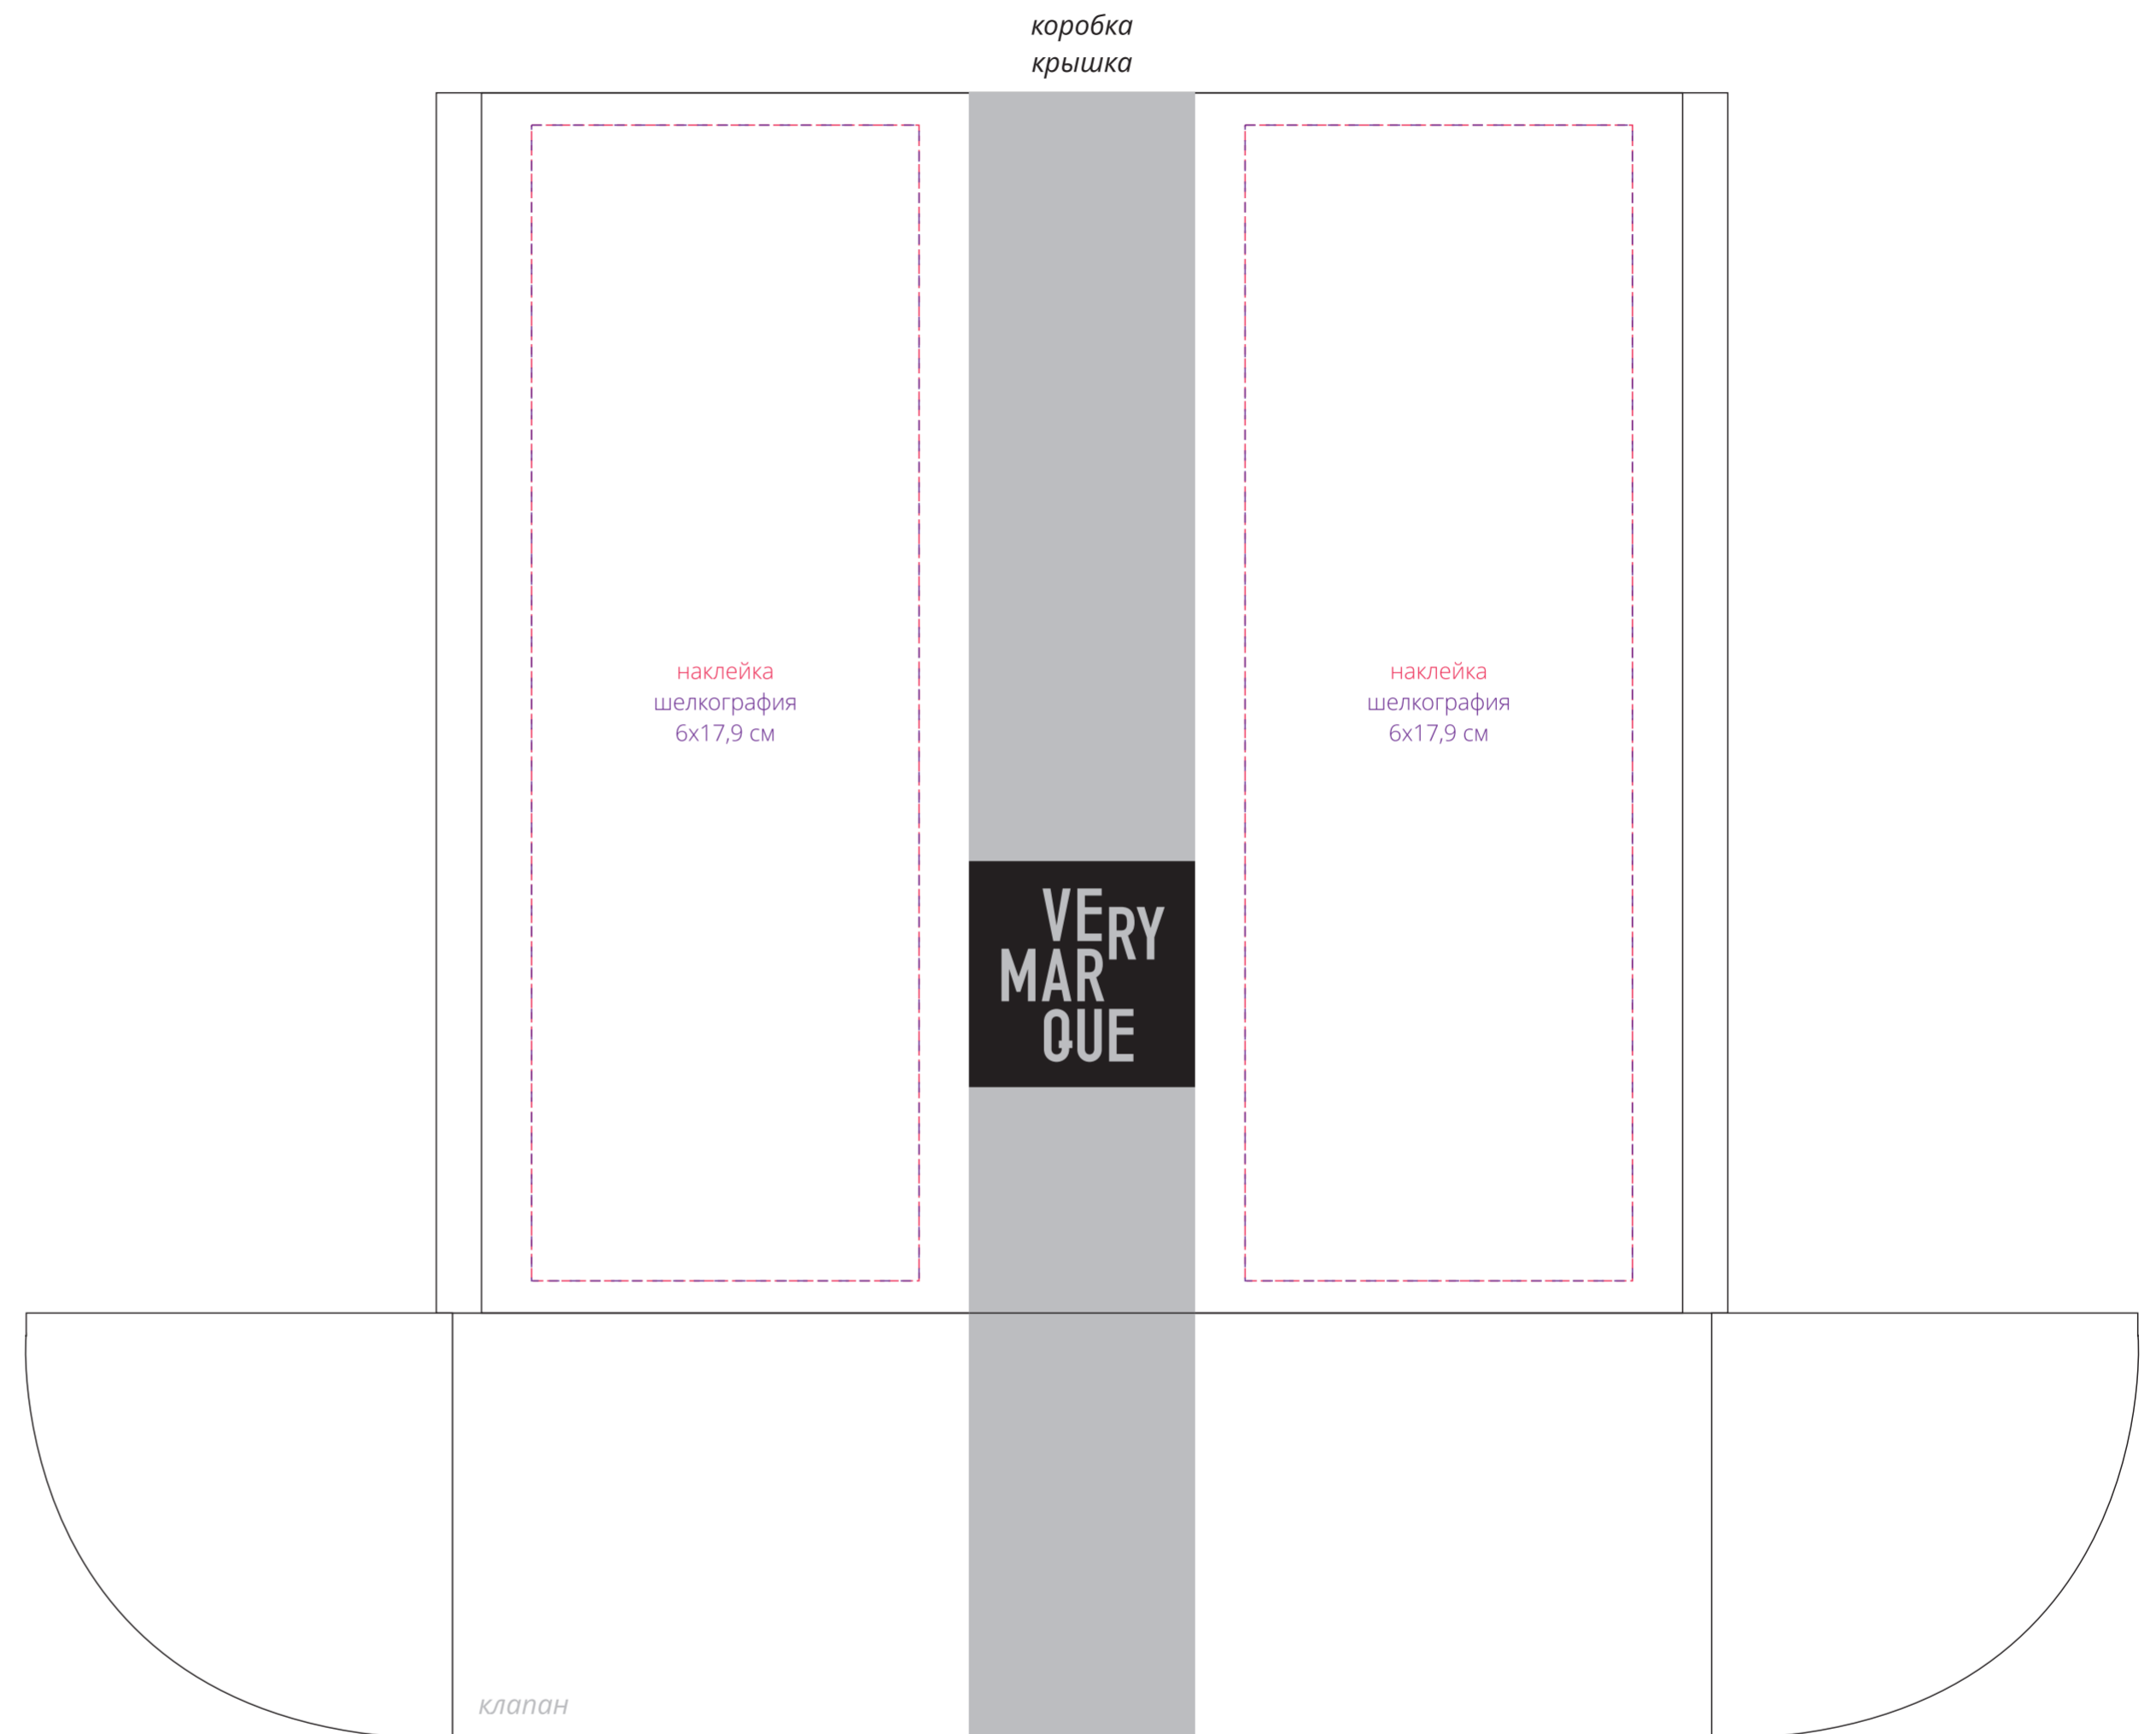 коробка
крышка
наклейка
шелкография
6х17,9 см
наклейка
шелкография
6х17,9 см
VERY
MAR
QUE
клапан